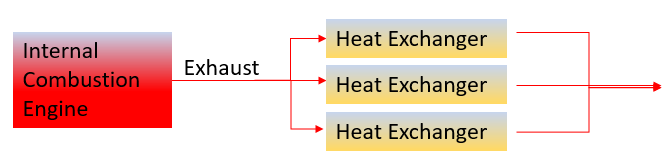 Internal
Combustion
Engine
Exhaust
Heat Exchanger
Heat Exchanger
Heat Exchanger